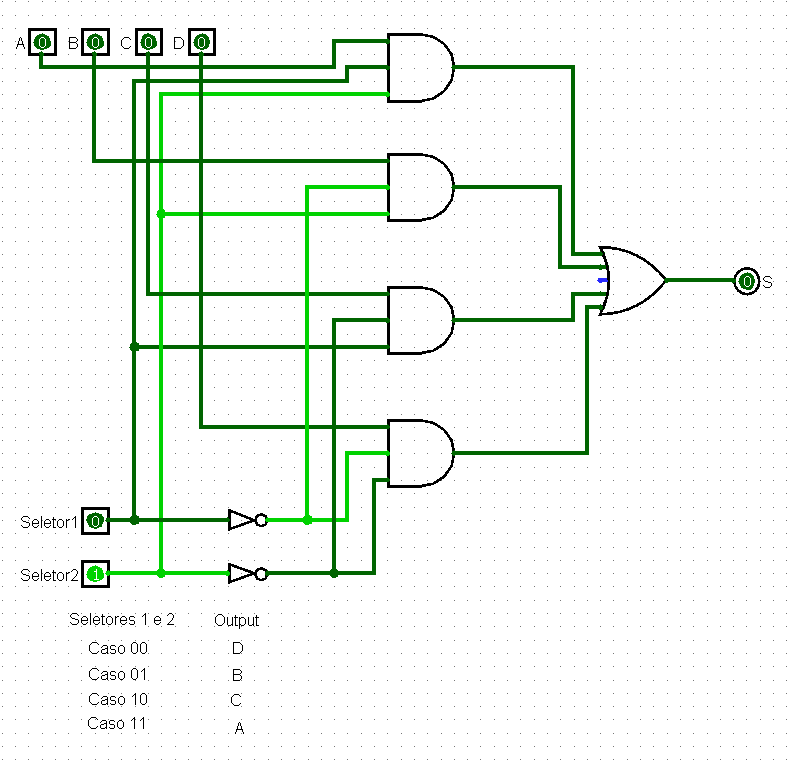 A 0 B 0 C 0 D 0
0 S
Seletor1 0
Seletor2 1
Seletores 1 e 2 Output
Caso 00 D
Caso 01 B
Caso 10 C
Caso 11 A